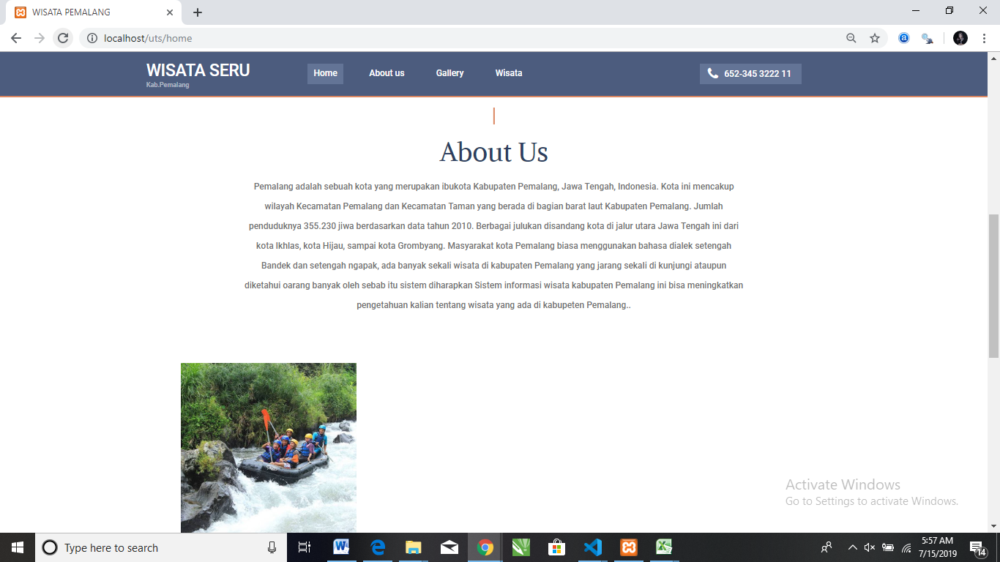 WISATA PEMALANG
localhost/uts/home
WISATA SERU
Kab.Pemalang
Home
About us
Gallery
Wisata
652-345 3222 11
About Us
Pemalang adalah sebuah kota yang merupakan ibukota Kabupaten Pemalang, Jawa Tengah, Indonesia. Kota ini mencakup
wilayah Kecamatan Pemalang dan Kecamatan Taman yang berada di bagian barat laut Kabupaten Pemalang. Jumlah
penduduknya 355.230 jiwa berdasarkan data tahun 2010. Berbagai julukan disandang kota di jalur utara Jawa Tengah ini dari
kota Ikhlas, kota Hijau, sampai kota Grombyang. Masyarakat kota Pemalang biasa menggunakan bahasa dialek setengah
Bandek dan setengah ngapak, ada banyak sekali wisata di kabupaten Pemalang yang jarang sekali di kunjungi ataupun
diketahui oarang banyak oleh sebab itu sistem diharapkan Sistem informasi wisata kabupaten Pemalang ini bisa meningkatkan
pengetahuan kalian tentang wisata yang ada di kabupeten Pemalang..
Activate Windows
Go to Settings to activate Windows.
Type here to search
5:57 AM
7/15/2019
14